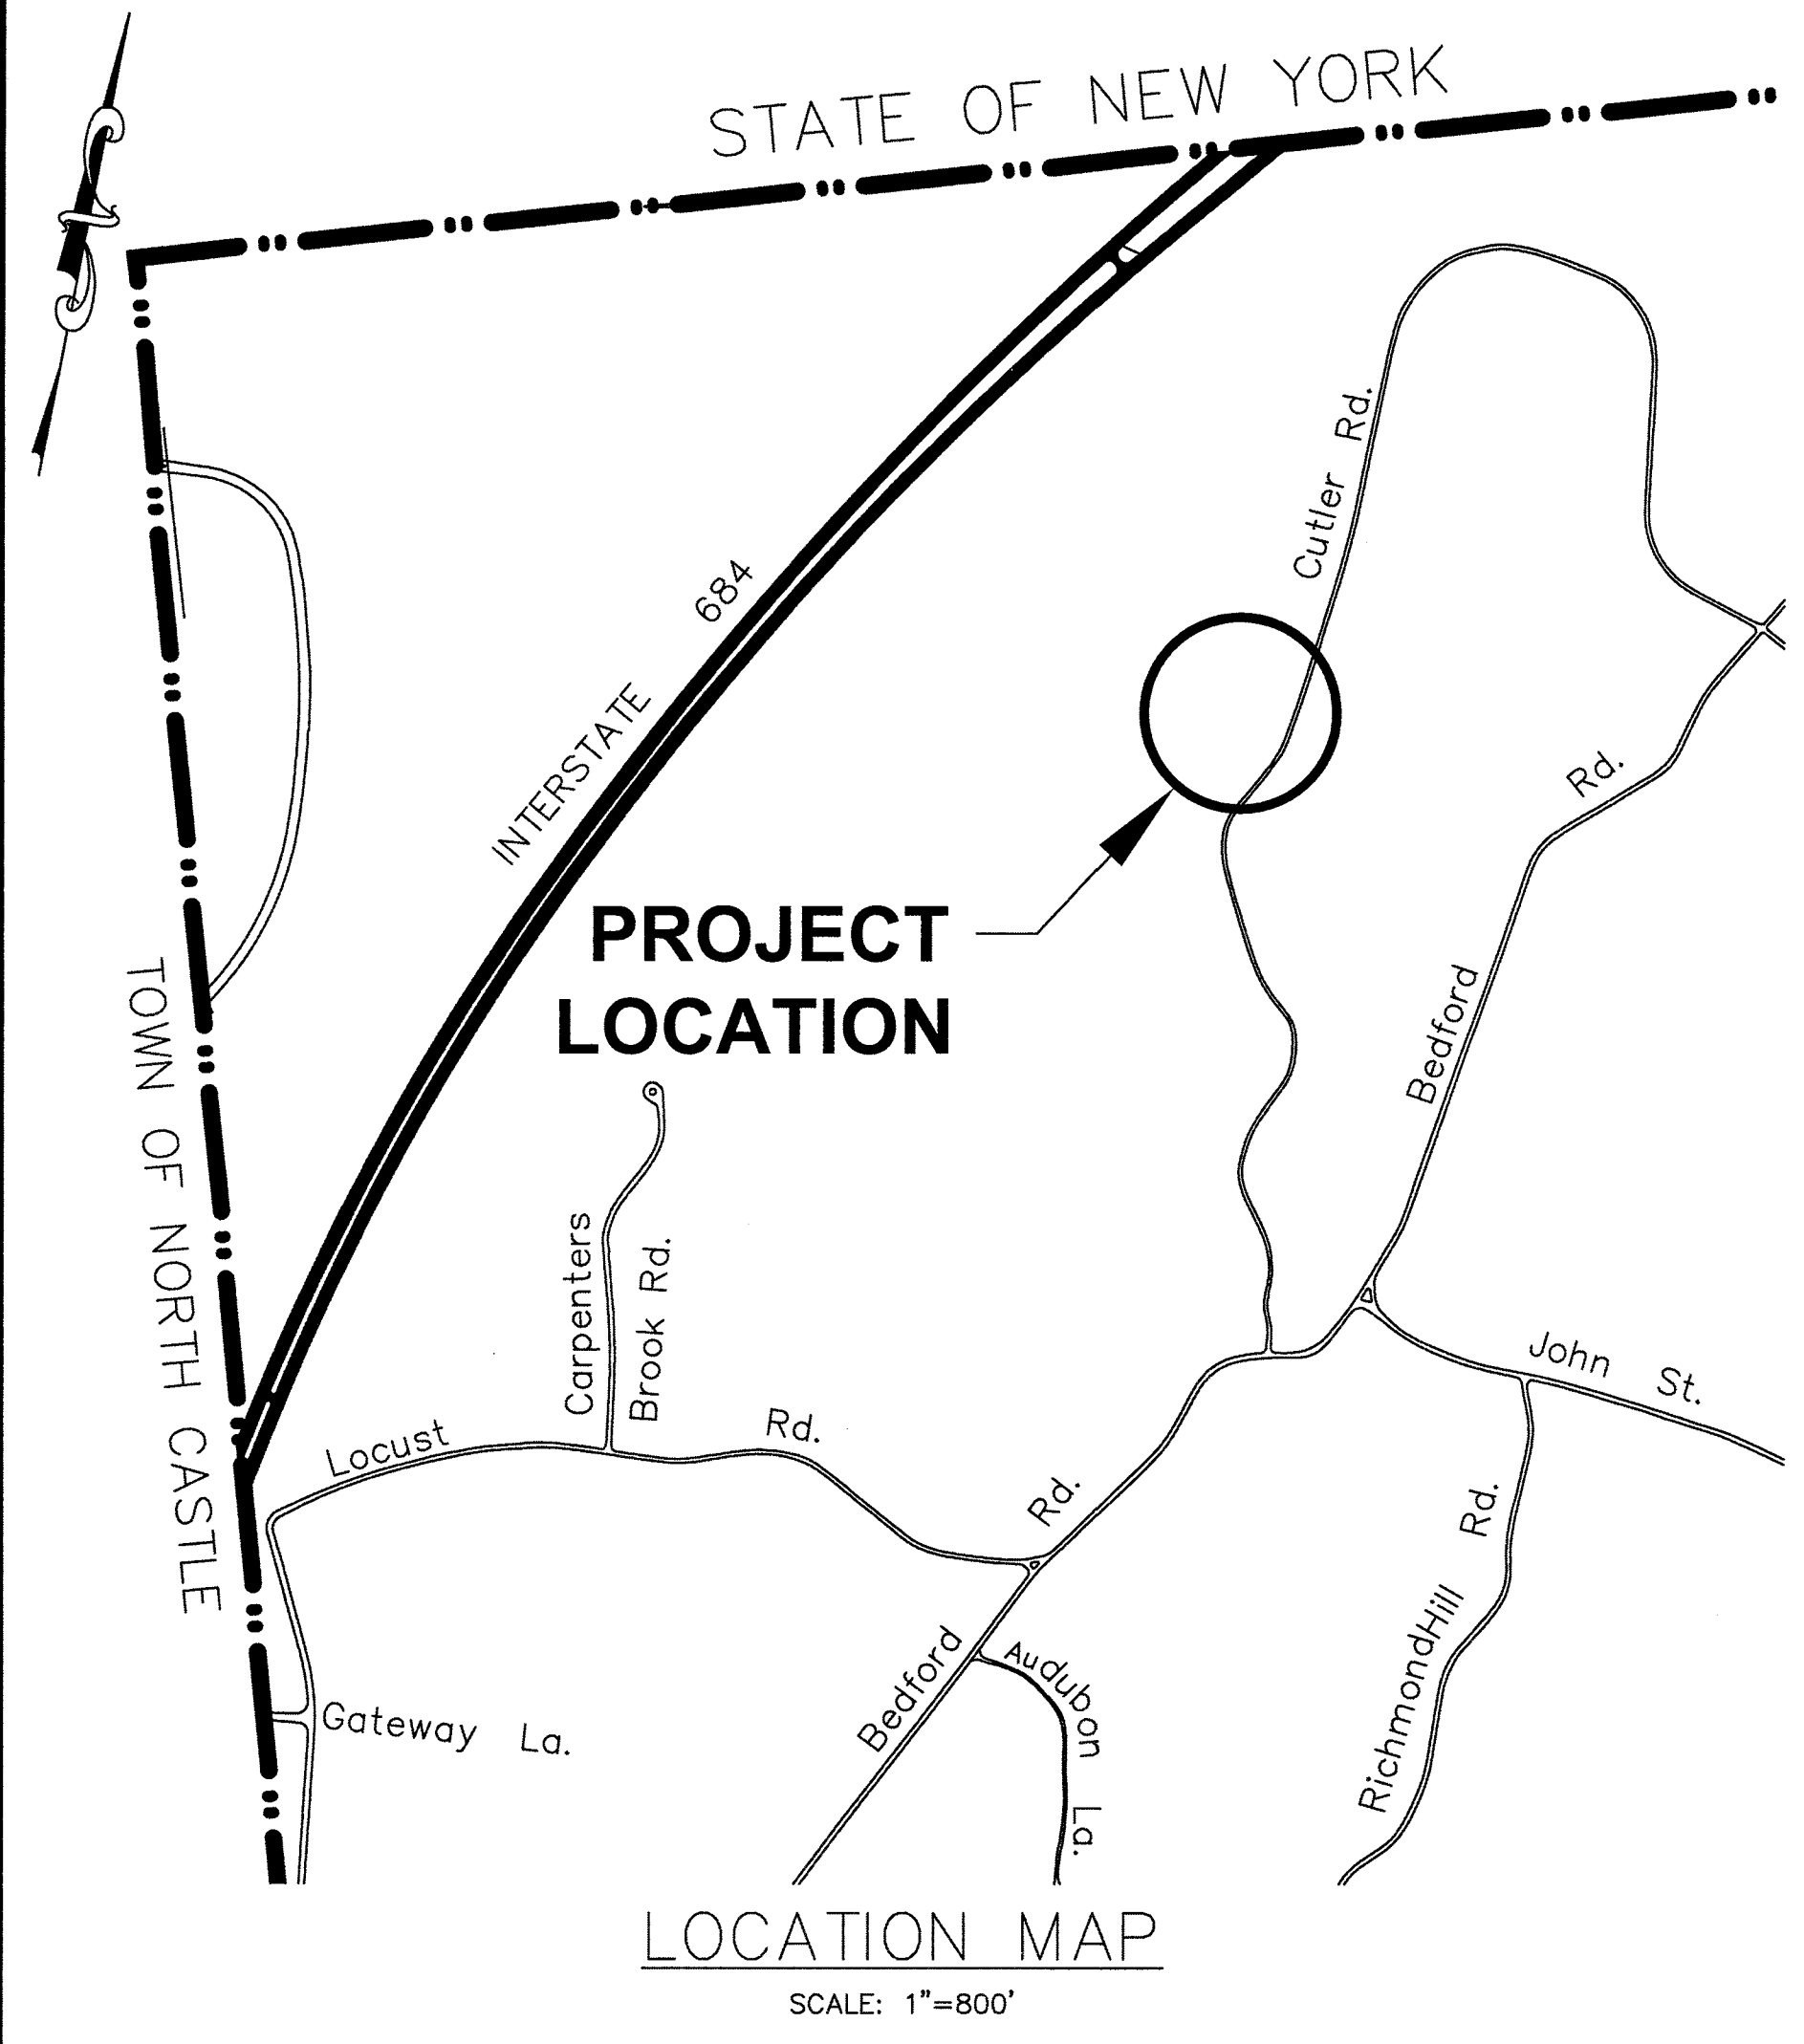 STATE OF NEW YORK
Cutler Rd.
INTERSTATE 684
Rd.
PROJECT
LOCATION
Bedford
TOWN OF NORTH CASTLE
Carpenters
Brook Rd.
John St.
Locust Rd.
Rd.
Rd.
RichmondHill
Bedford
Audubon
La.
Gateway La.
LOCATION MAP
SCALE: 1"=800'